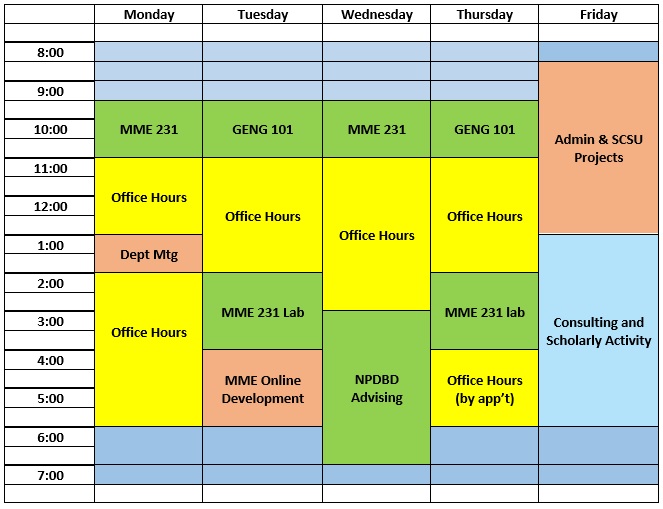 Monday Tuesday Wednesday Thursday Friday
8:00
9:00
10:00 MME 231 GENG 101 MME 231 GENG 101
Admin & SCSU
Projects
11:00
Office Hours
12:00
Office Hours
Office Hours
Office Hours
1:00
Dept Mtg
2:00
MME 231 Lab
MME 231 lab
3:00
Office Hours
Consulting and
Scholarly Activity
4:00
MME Online
Development
NPDBD
Advising
Office Hours
(by app't)
5:00
6:00
7:00